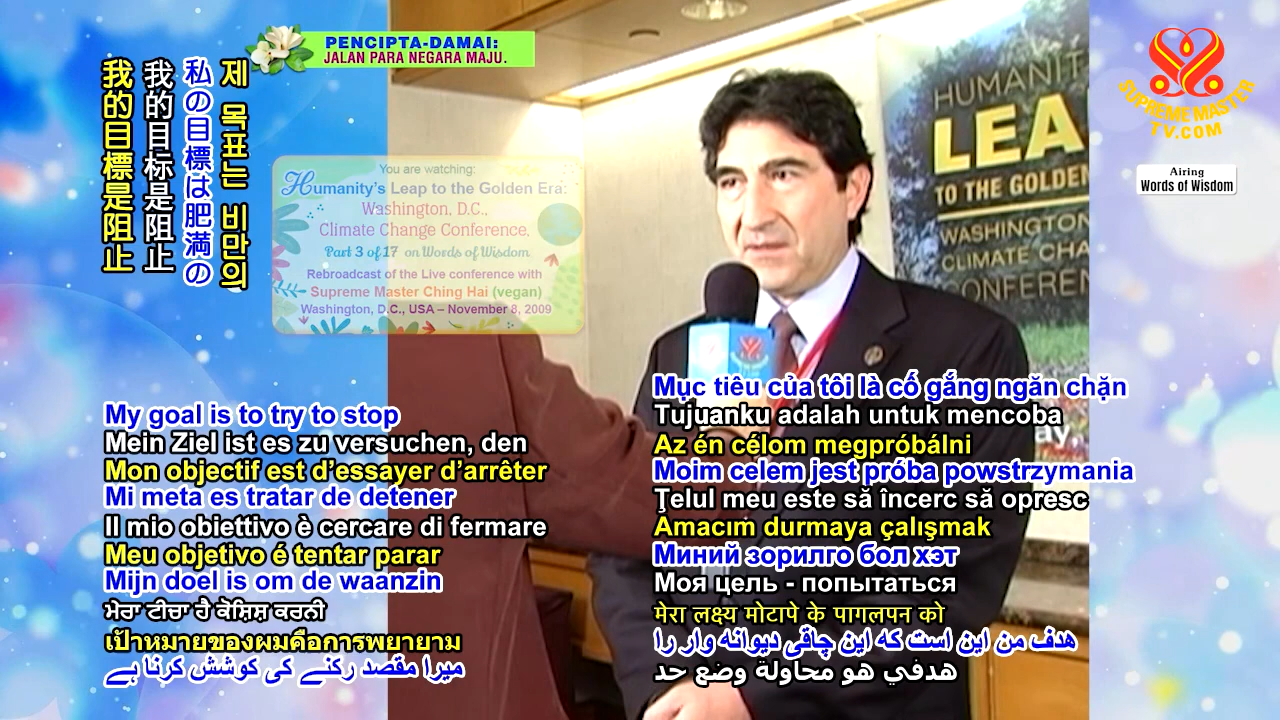 PENCIPTA-DAMAI:
JALAN PARA NEGARA MAJU.
제 목표는 비만의
私の目標は肥満の
我的目标是阻止
我的目標是阻止
You are watching:
Humanity's Leap to the Golden Era:
Washington, D.C.,
Climate Change Conference,
Part 3 of 17 on Words of Wisdom
Rebroadcast of the Live conference with
Supreme Master Ching Hai (vegan)
Washington, D.C., USA – November 8, 2009
HUMANIT
LEA
TO THE GOLDEN
WASHINGTON
CLIMATE CHA
CONFEREN
ay,
SUPREME MASTER
TV.COM
Airing
Words of Wisdom
My goal is to try to stop
Mein Ziel ist es zu versuchen, den
Mon objectif est d'essayer d'arrêter
Mi meta es tratar de detener
Il mio obiettivo è cercare di fermare
Meu objetivo é tentar parar
Mijn doel is om de waanzin
ਮੇਰਾ ਟੀਚਾ ਹੈ ਕੋਸ਼ਿਸ਼ ਕਰਨੀ
เป้าหมายของผมคือการพยายาม
میرا مقصد رکنے کی کوشش کرنا ہے
Mục tiêu của tôi là cố gắng ngăn chặn
Tujuanku adalah untuk mencoba
Az én célom megpróbálni
Moim celem jest próba powstrzymania
Ţelul meu este să încerc să opresc
Amacım durmaya çalışmak
Миний зорилго бол хэт
Моя цель - попытаться
मेरा लक्ष्य मोटापे के पागलपन को
هدف من این است که این چاقی دیوانه وار را
هدفي هو محاولة وضع حد